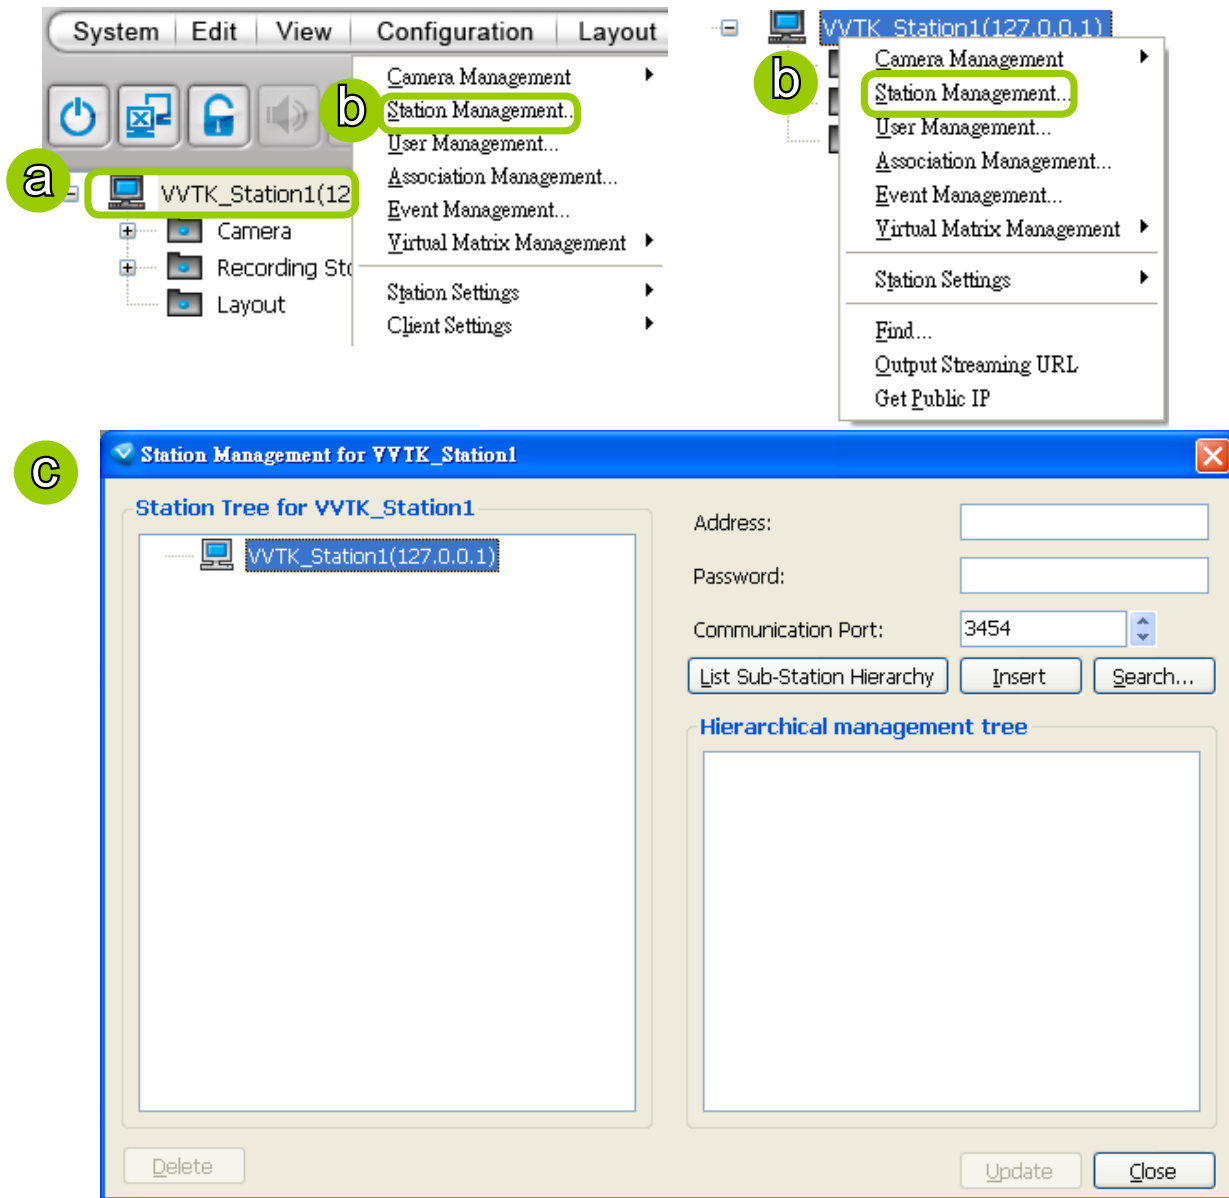 System Edit View Configuration Layout
Camera Management
b
Station Management..
User Management...
Association Management...
Event Management...
Virtual Matrix Management
Station Settings
Client Settings
a
VVTK_Station1(12
Camera
Recording Sto
Layout
VVTK_Station1(127.0.0.1)
b
Camera Management
Station Management...
User Management...
Association Management...
Event Management...
Virtual Matrix Management
Station Settings
Find...
Output Streaming URL
Get Public IP
c
Station Management for VVTK_Station1
Station Tree for VVTK_Station1
VVTK_Station1(127.0.0.1)
Address:
Password:
Communication Port: 3454
List Sub-Station Hierarchy Insert Search...
Hierarchical management tree
Delete
Update Close